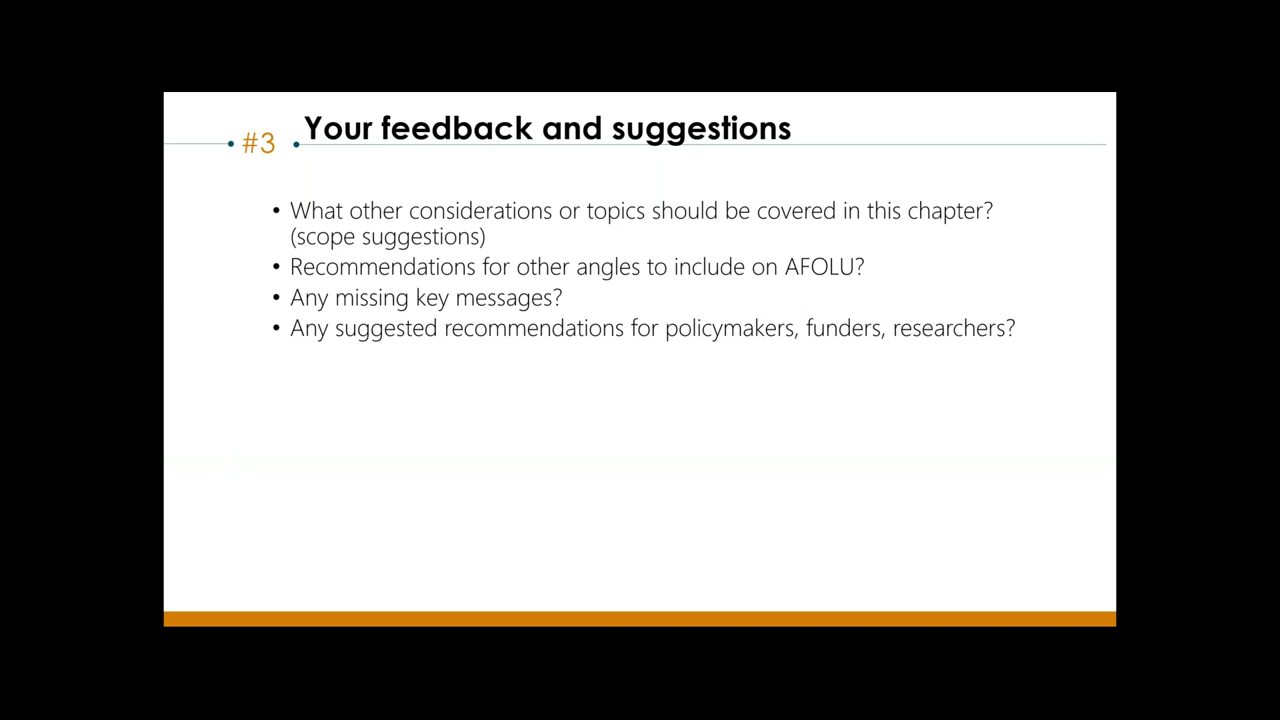 #3
Your feedback and suggestions
• What other considerations or topics should be covered in this chapter?
(scope suggestions)
• Recommendations for other angles to include on AFOLU?
• Any missing key messages?
• Any suggested recommendations for policymakers, funders, researchers?